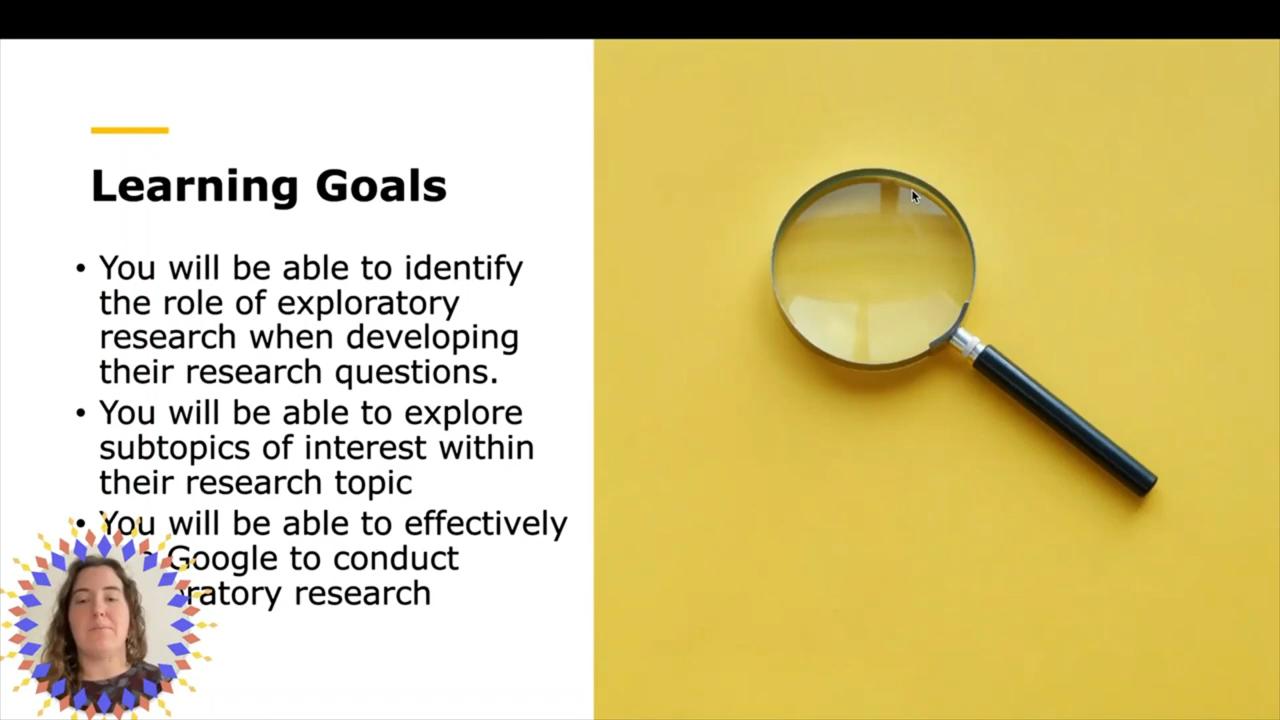 Learning Goals
• You will be able to identify
the role of exploratory
research when developing
their research questions.
• You will be able to explore
subtopics of interest within
their research topic
• You will be able to effectively
Google to conduct
ratory research